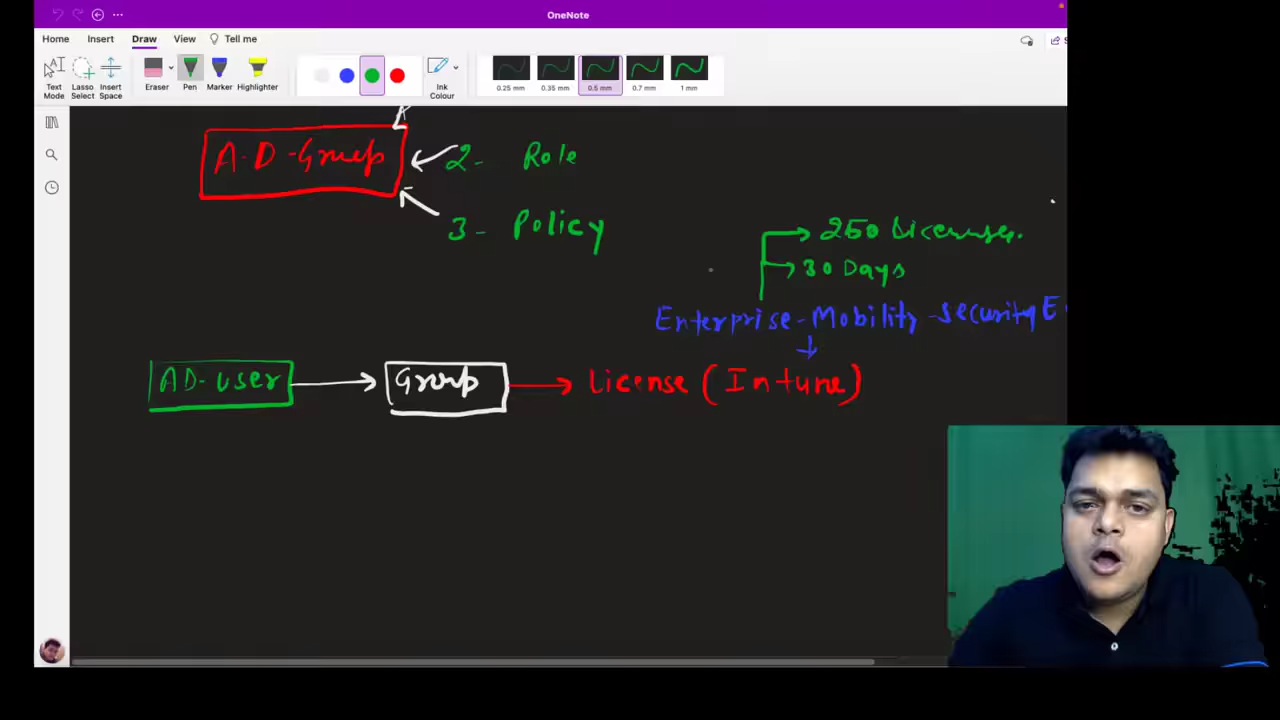 OneNote
Home Insert Draw View Tell me
Text Mode
Lasso Select
Insert Space
Eraser
Pen
Marker
Highlighter
Ink Colour
0.25 mm
0.35 mm
0.5 mm
0.7 mm
1 mm
A-D-Group
2- Role
3- Policy
250 Licenses.
30 Days
Enterprise-Mobility-security E
AD-user
Group
License (Intune)